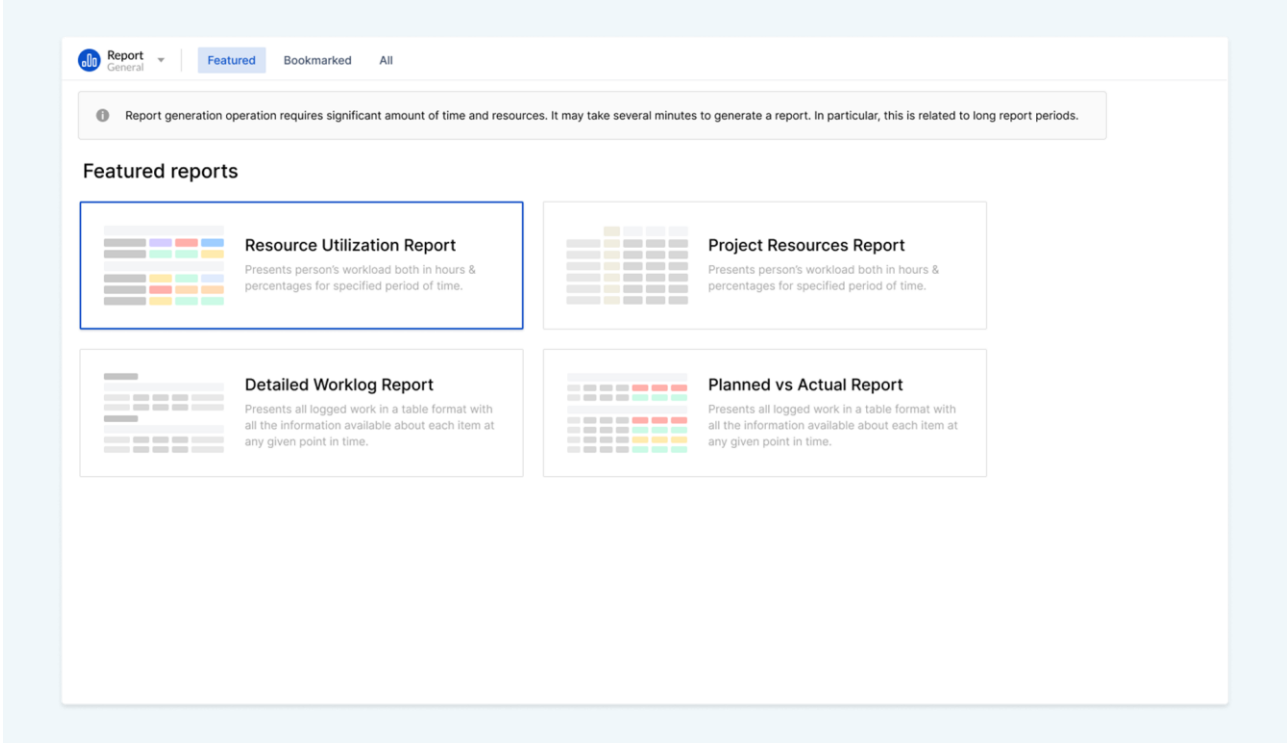 Report
General
Featured
Bookmarked
All
Report generation operation requires significant amount of time and resources. It may take several minutes to generate a report. In particular, this is related to long report periods.
Featured reports
Resource Utilization Report
Presents person's workload both in hours &
percentages for specified period of time.
Project Resources Report
Presents person's workload both in hours &
percentages for specified period of time.
Detailed Worklog Report
Presents all logged work in a table format with
all the information available about each item at
any given point in time.
Planned vs Actual Report
Presents all logged work in a table format with
all the information available about each item at
any given point in time.